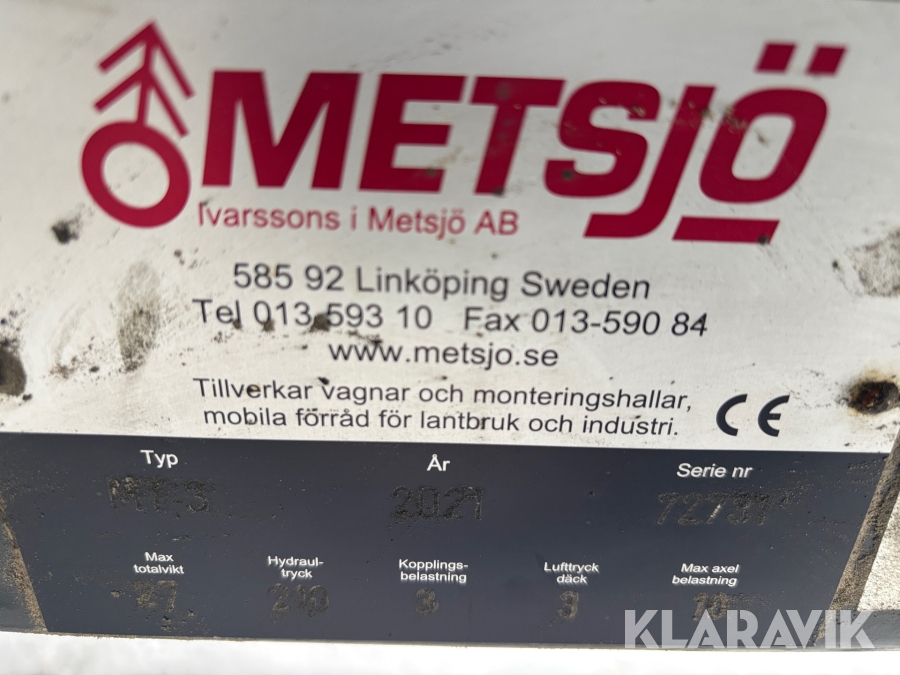 METSJÖ
Ivarssons i Metsjö AB
585 92 Linköping Sweden
Tel 013-593 10 Fax 013-590 84
www.metsjo.se
Tillverkar vagnar och monteringshallar,
mobila förråd för lantbruk och industri.
CE
Typ År Serie nr
2021
Max totalvikt Hydraul-tryck Kopplings-belastning Lufttryck däck Max axel belastning
210 3
KLARAVIK